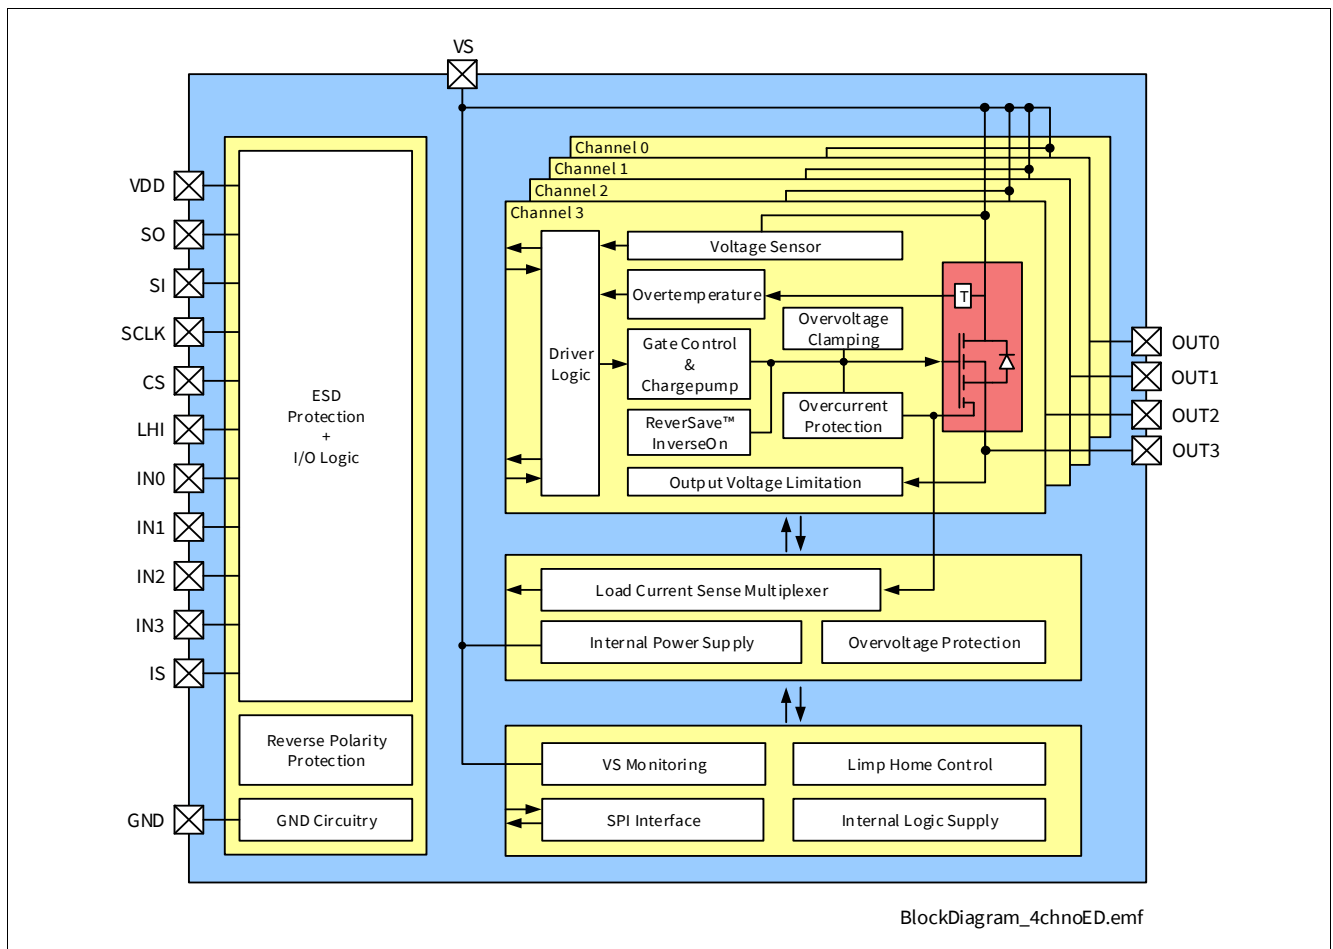 VS
VDD
SO
SI
SCLK
CS
LHI
IN0
IN1
IN2
IN3
IS
GND
ESD
Protection
+
I/O Logic
Reverse Polarity
Protection
GND Circuitry
Channel 0
Channel 1
Channel 2
Channel 3
Driver
Logic
Voltage Sensor
Overtemperature
T
Gate Control
&
Chargepump
Overvoltage
Clamping
ReverSave™
InverseOn
Overcurrent
Protection
Output Voltage Limitation
OUT0
OUT1
OUT2
OUT3
Load Current Sense Multiplexer
Internal Power Supply
Overvoltage Protection
VS Monitoring
Limp Home Control
SPI Interface
Internal Logic Supply
BlockDiagram_4chnoED.emf